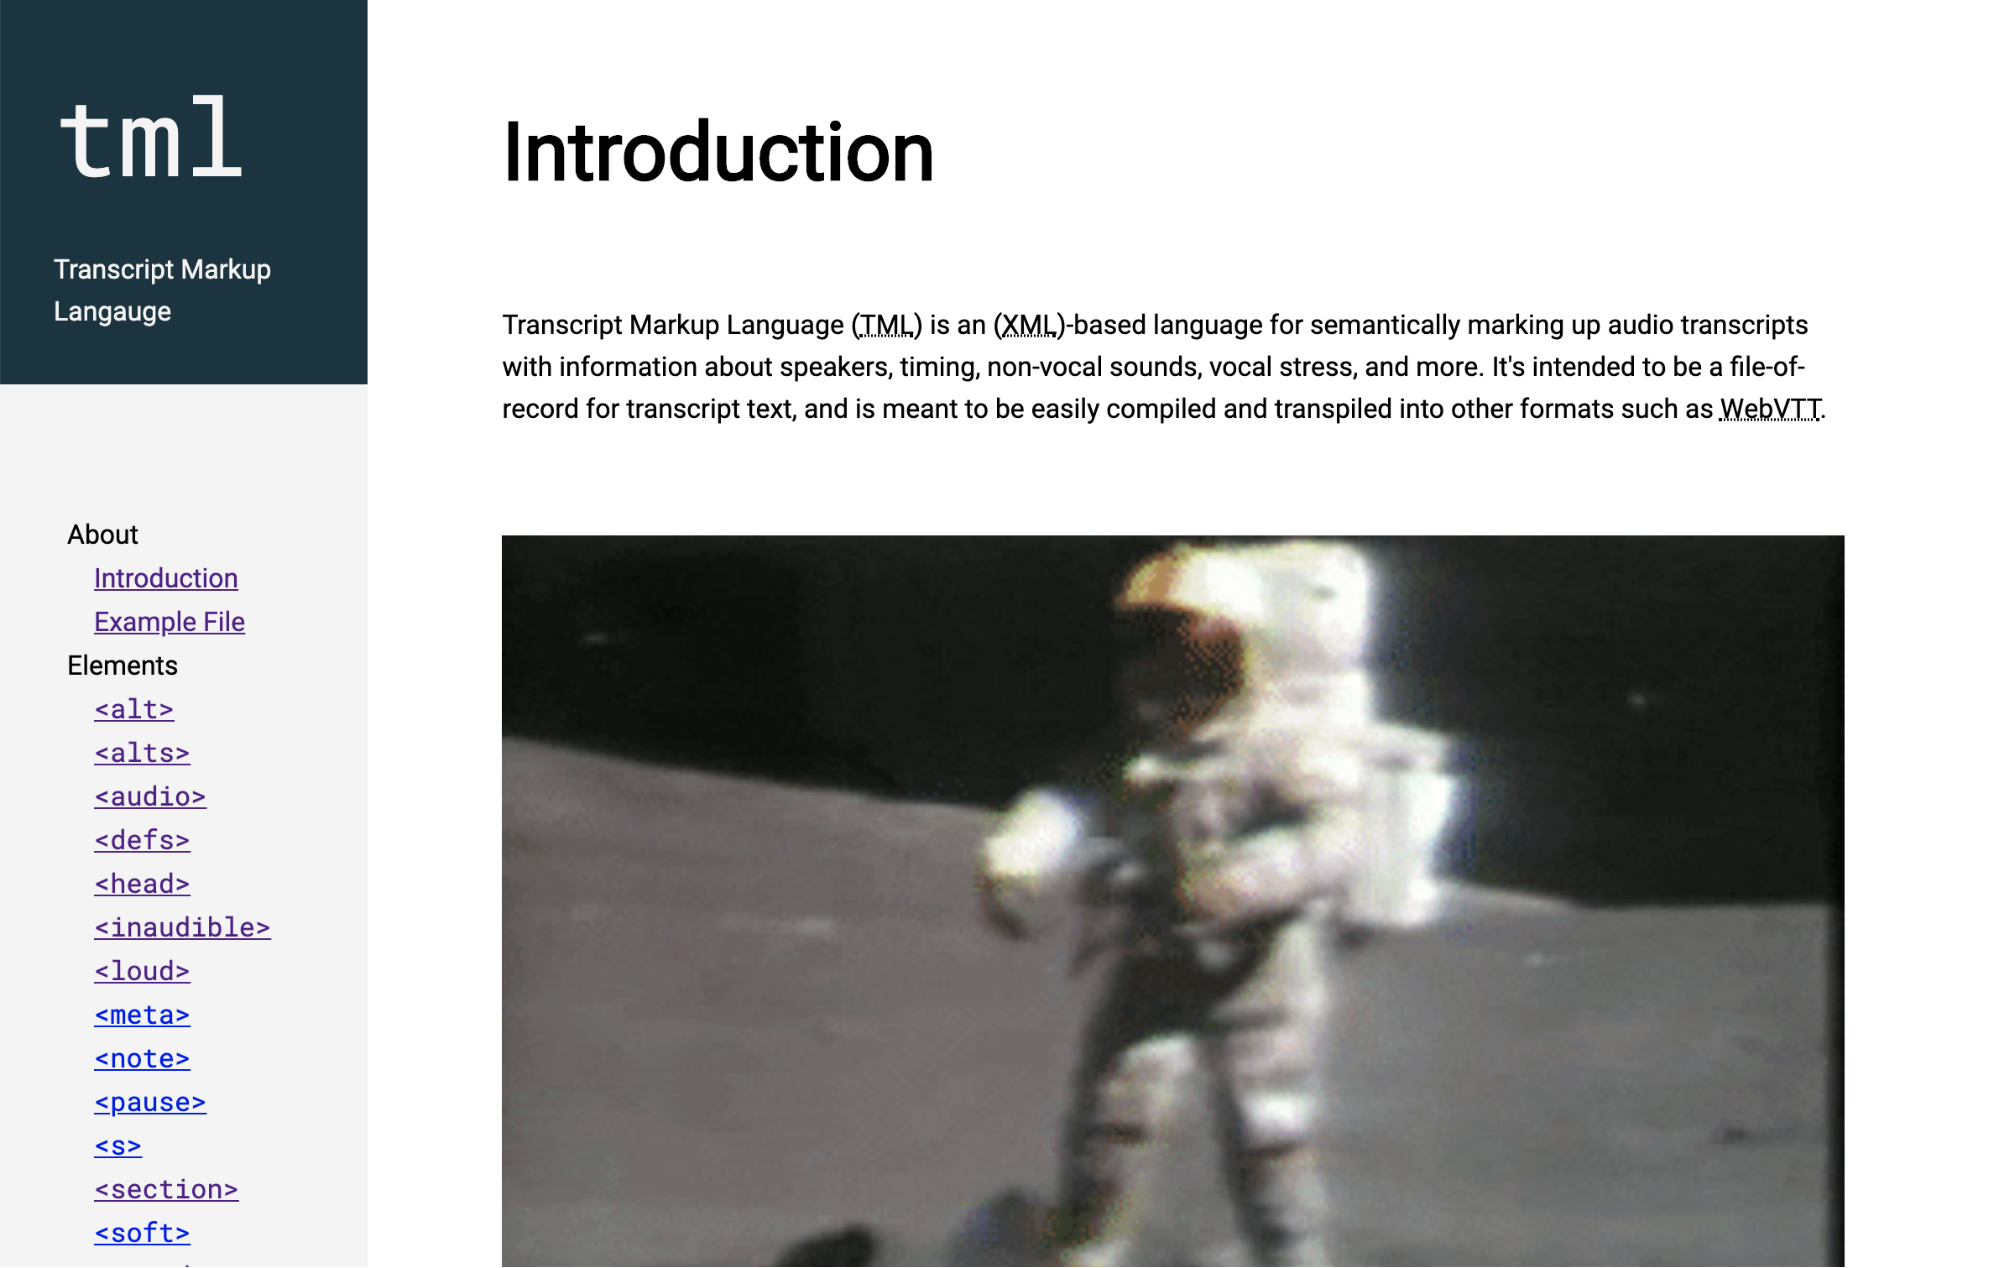 tml
Transcript Markup
Langauge
About
Introduction
Example File
Elements
<alt>
<alts>
<audio>
<defs>
<head>
<inaudible>
<loud>
<meta>
<note>
<pause>
<s>
<section>
<soft>
Introduction
Transcript Markup Language (TML) is an (XML)-based language for semantically marking up audio transcripts
with information about speakers, timing, non-vocal sounds, vocal stress, and more. It's intended to be a file-of-
record for transcript text, and is meant to be easily compiled and transpiled into other formats such as WebVTT.